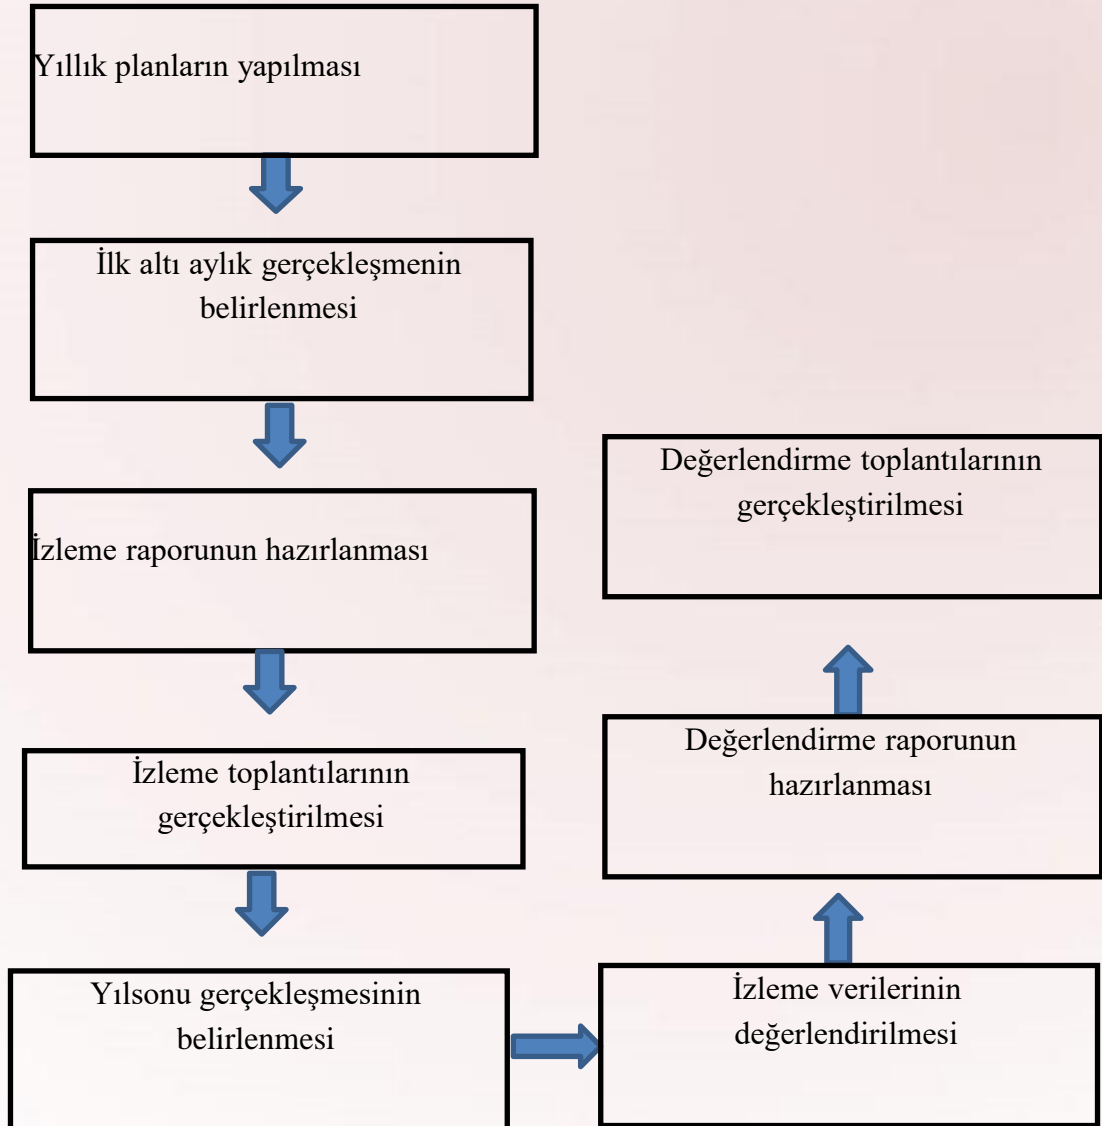 Yıllık planların yapılması
İlk altı aylık gerçekleşmenin
belirlenmesi
İzleme raporunun hazırlanması
İzleme toplantılarının
gerçekleştirilmesi
Yılsonu gerçekleşmesinin
belirlenmesi
İzleme verilerinin
değerlendirilmesi
Değerlendirme raporunun
hazırlanması
Değerlendirme toplantılarının
gerçekleştirilmesi